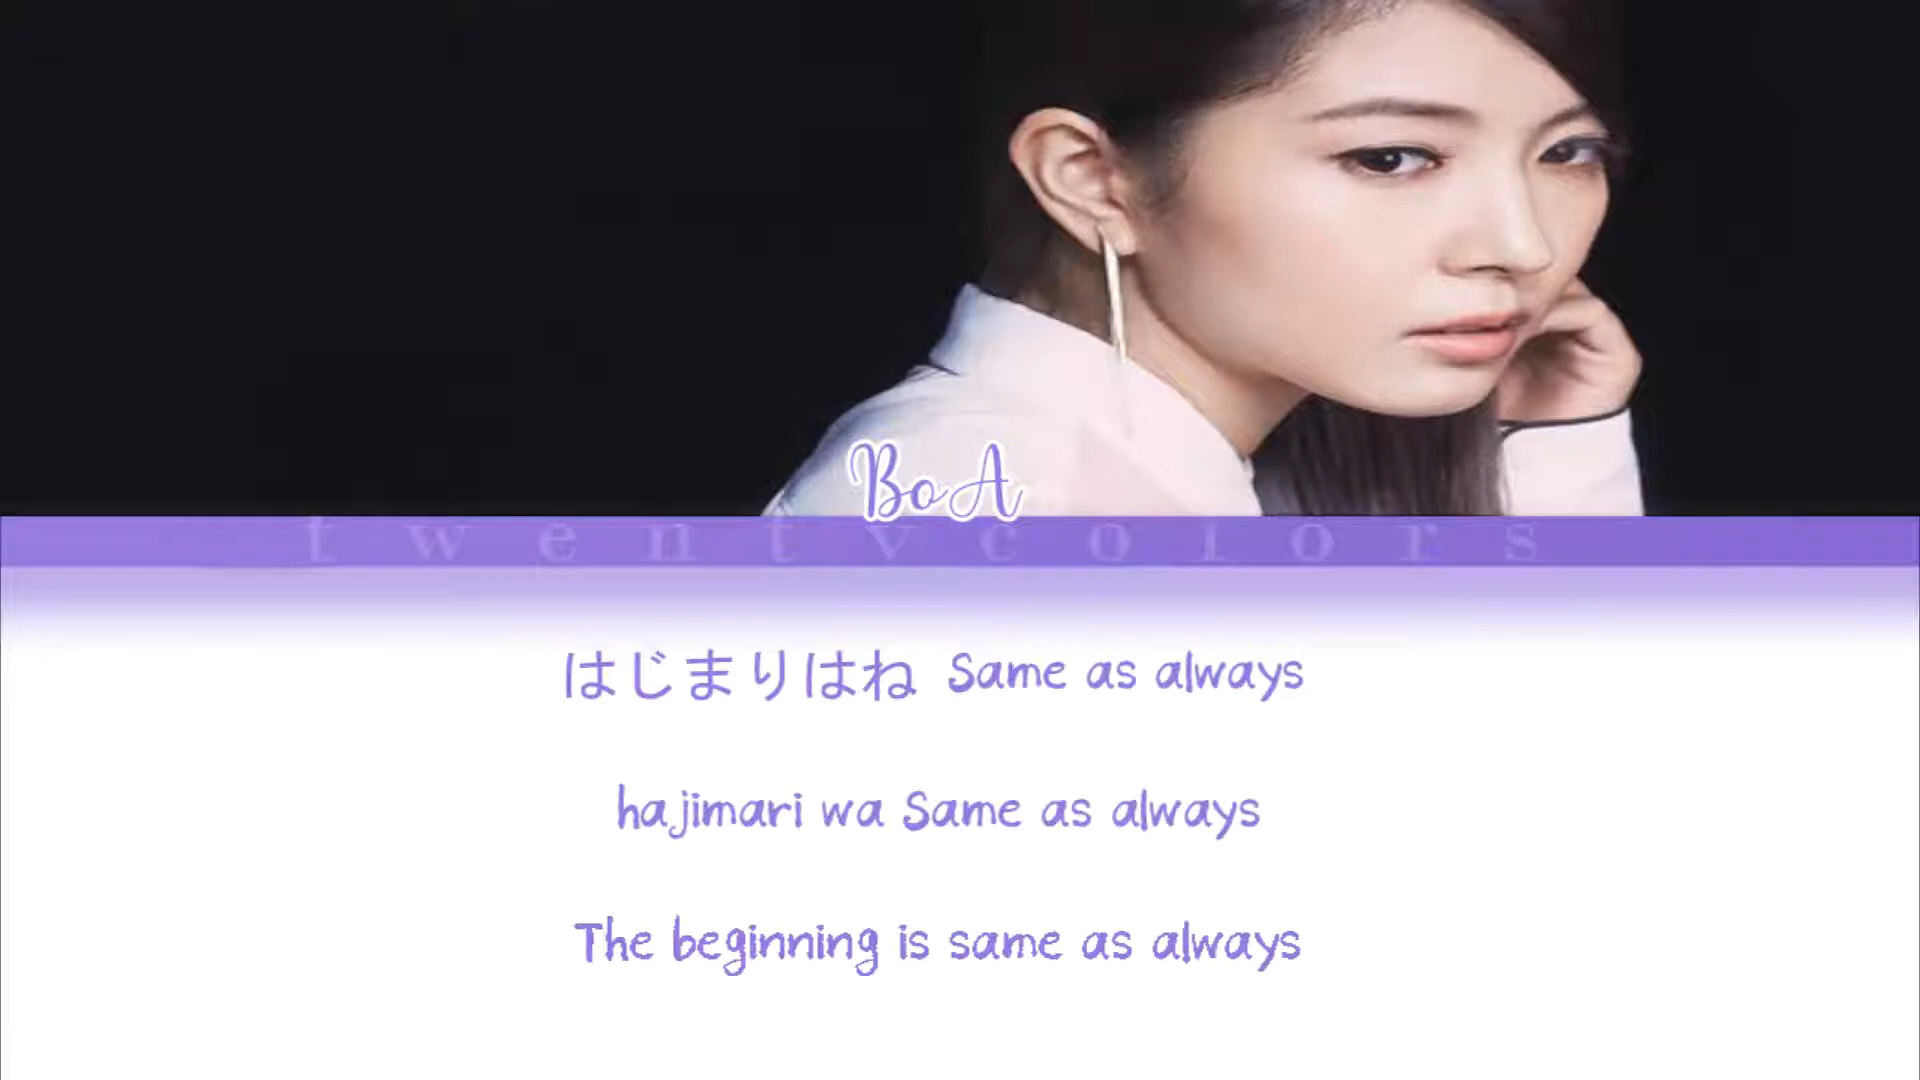 BoA
twentycolors
はじまりはね Same as always
hajimari wa Same as always
The beginning is same as always